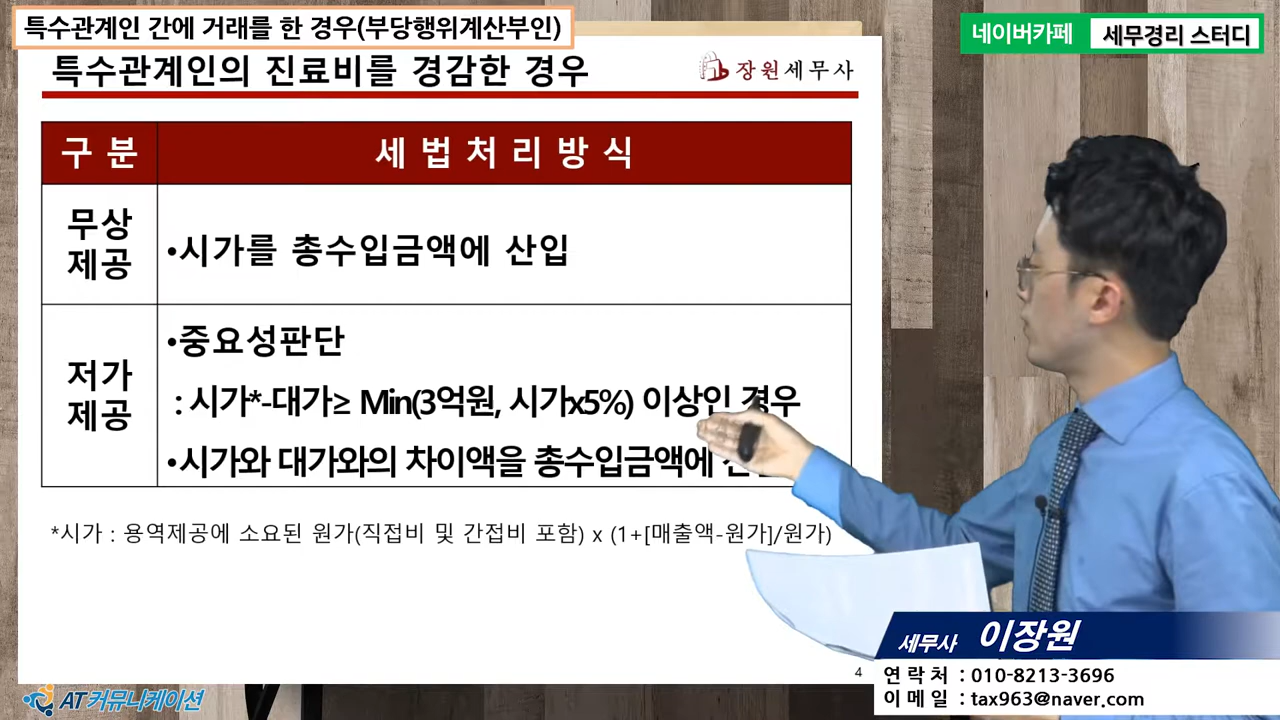 특수관계인 간에 거래를 한 경우(부당행위계산부인)
네이버카페 세무경리 스터디
특수관계인의 진료비를 경감한 경우
장원세무사
구 분 세 법 처 리 방 식
무상
제공
•시가를 총수입금액에 산입
저가
제공
•중요성판단
: 시가*-대가≥ Min(3억원, 시가x5%) 이상인 경우
•시가와 대가와의 차이액을 총수입금액에
*시가 : 용역제공에 소요된 원가(직접비 및 간접비 포함) x (1+[매출액-원가]/원가)
세무사 이장원
4
연 락 처 : 010-8213-3696
이 메 일 : tax963@naver.com
AT커뮤니케이션